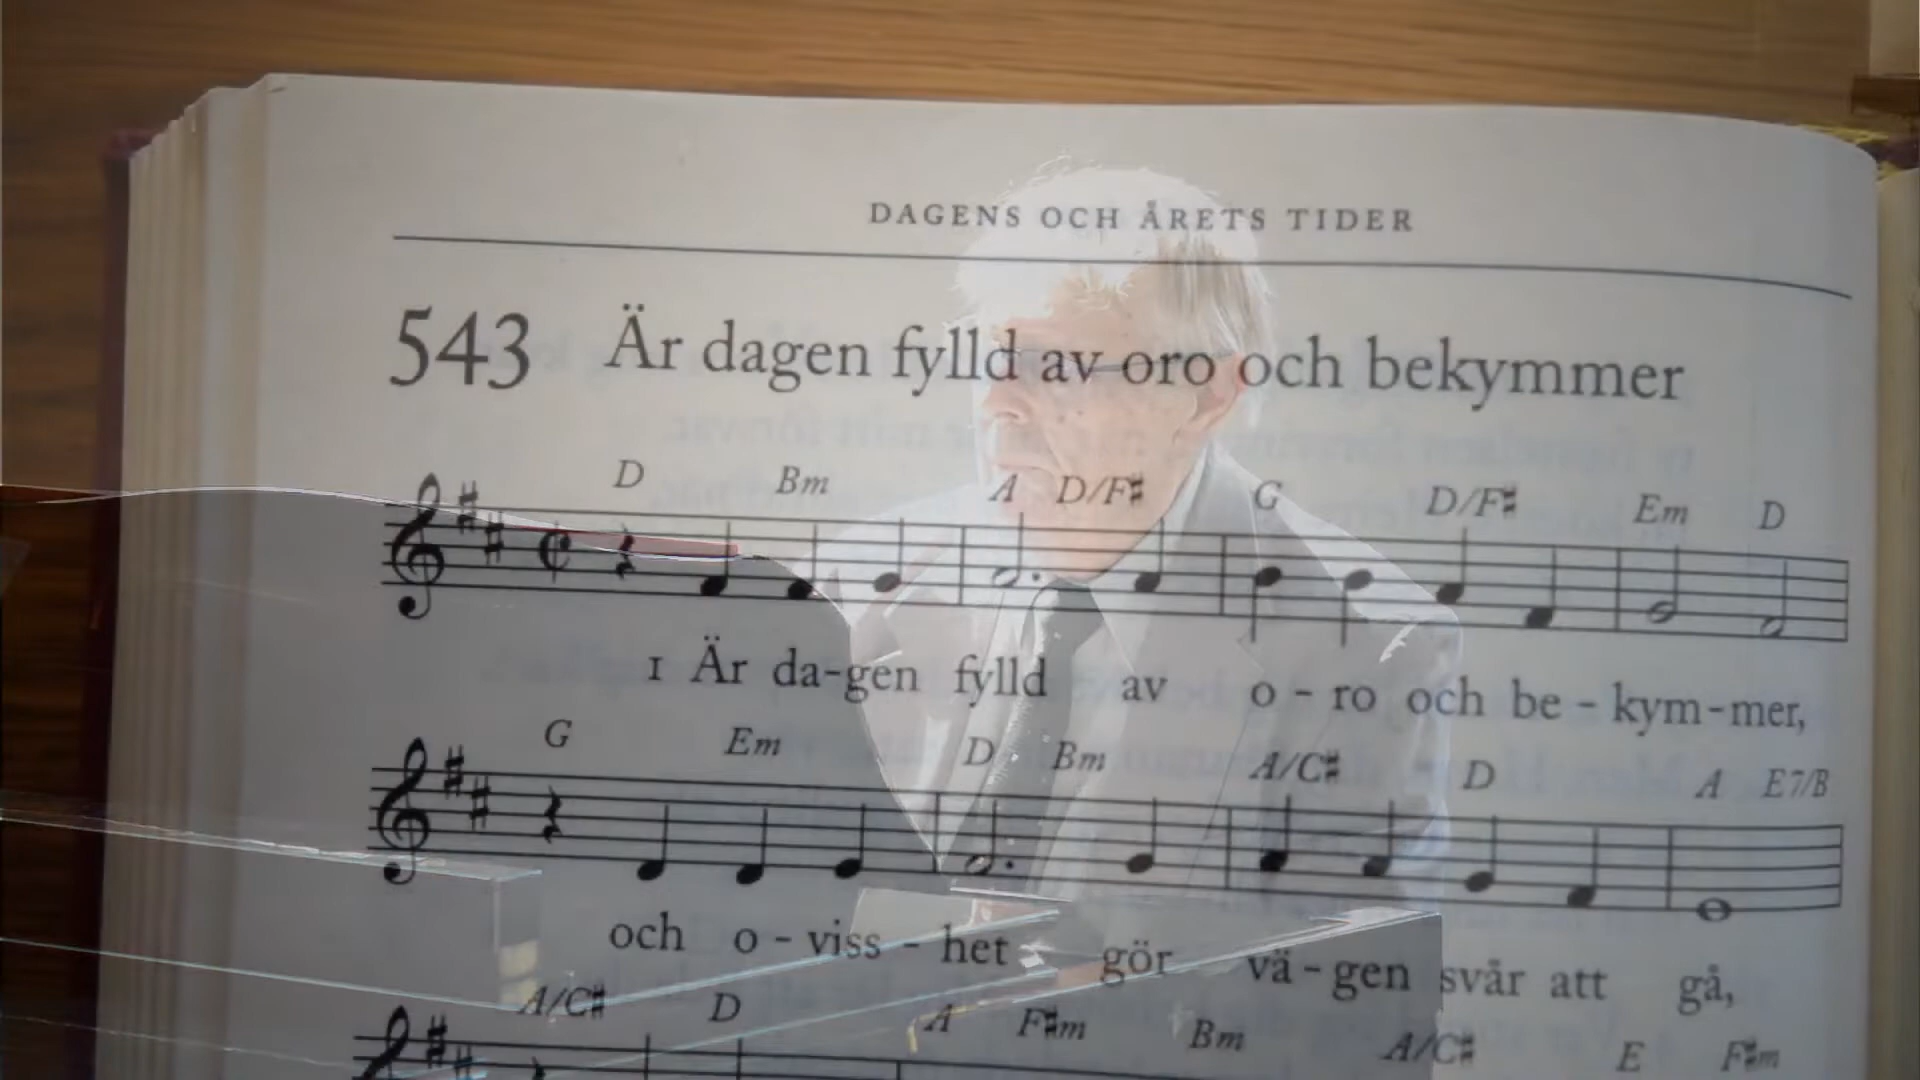 DAGENS OCH ÅRETS TIDER
543 Är dagen fylld av oro och bekymmer
D Bm A D/F♯ G D/F♯ Em D
1 Är da-gen fylld av o-ro och be-kym-mer,
G Em D Bm A/C♯ D A E7/B
och o-viss-het gör vä-gen svår att gå,
A/C♯ D A F♯m Bm A/C♯ E F♯m